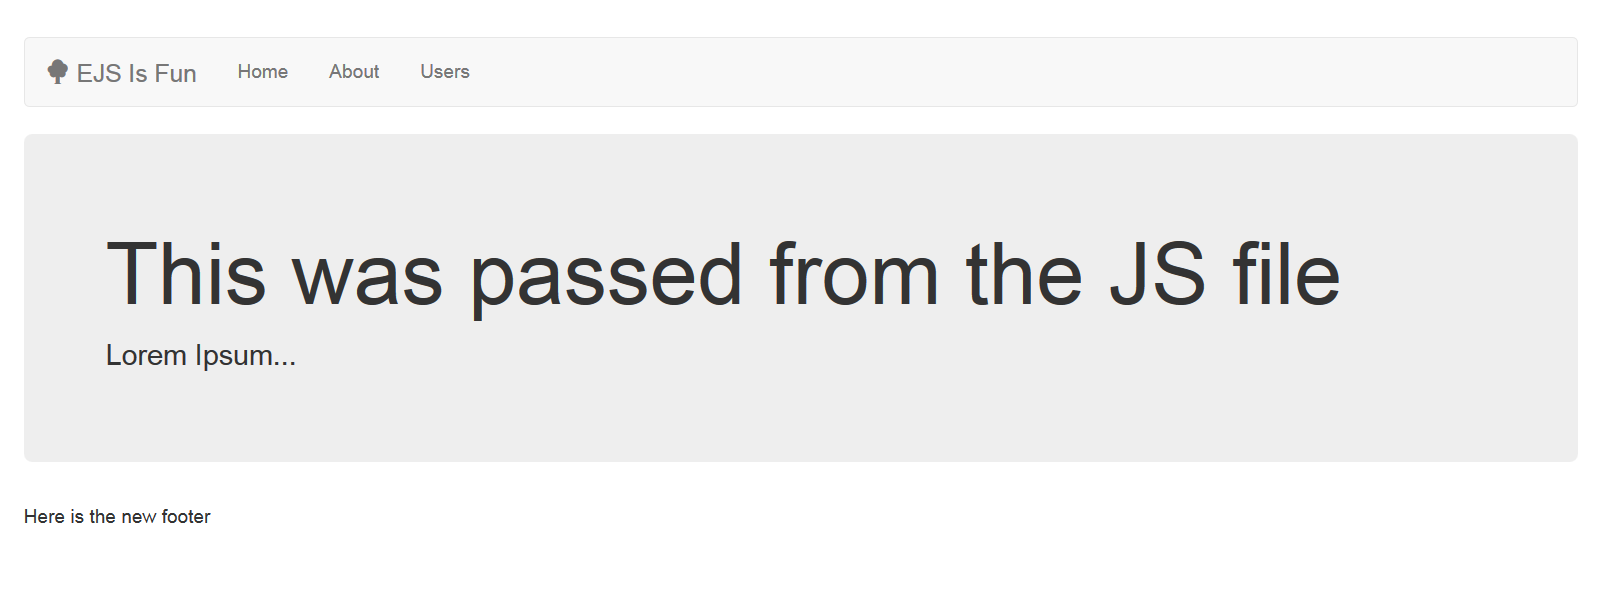 EJS Is Fun Home About Users
This was passed from the JS file
Lorem Ipsum...
Here is the new footer